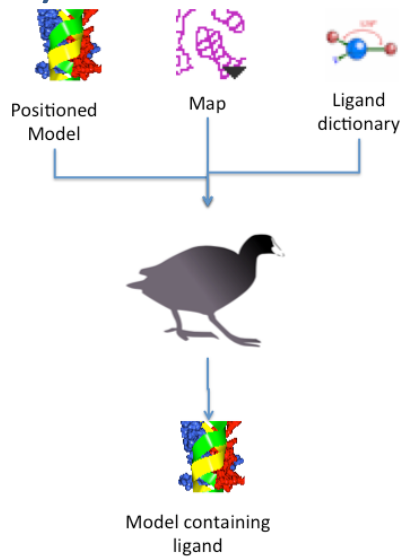 Positioned
Model
Map
Ligand
dictionary
Model containing
ligand